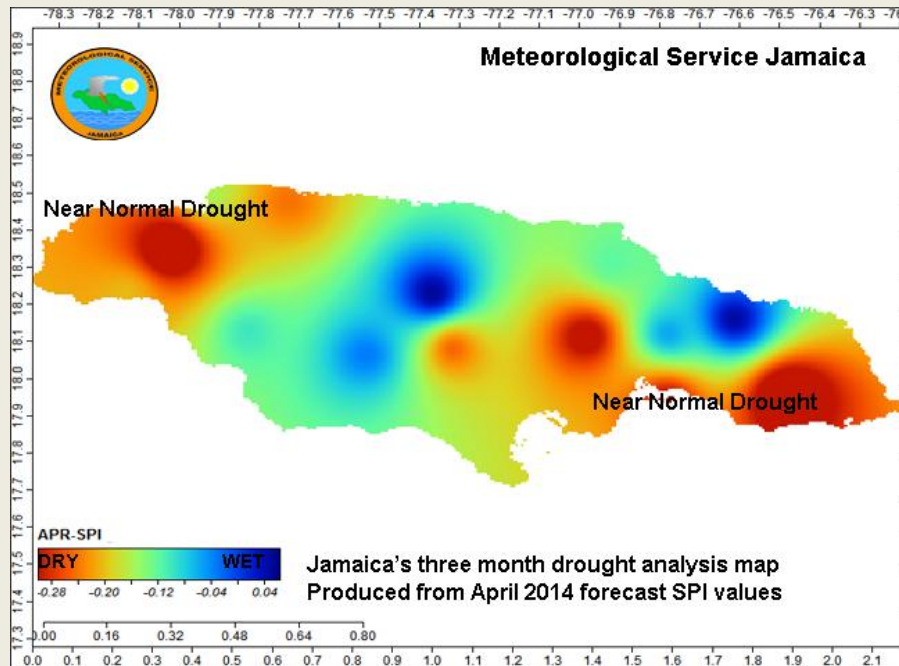 -78.3 -78.0 -77.9 -77.8 -77.7 -77.6 -77.5 -77.4 -77.3 -77.2 -77.1 -77.0 -76.9 -76.8 -76.7 -76.6 -76.5 -76.4 -76.3
Meteorological Service Jamaica
METEOROLOGICAL SERVICE
JAMAICA
18.9
18.8
18.7
18.6
18.5
18.4
18.3
18.2
18.1
18.0
17.9
17.8
17.7
17.6
17.5
17.4
17.3
Near Normal Drought
Near Normal Drought
APR-SPI
DRY WET
-0.28 -0.20 -0.12 -0.04 0.04
Jamaica's three month drought analysis map
Produced from April 2014 forecast SPI values
0.00 0.16 0.32 0.48 0.64 0.80
0.0 0.1 0.2 0.3 0.4 0.5 0.6 0.7 0.8 0.9 1.0 1.1 1.2 1.3 1.4 1.5 1.6 1.7 1.8 1.9 2.0 2.1